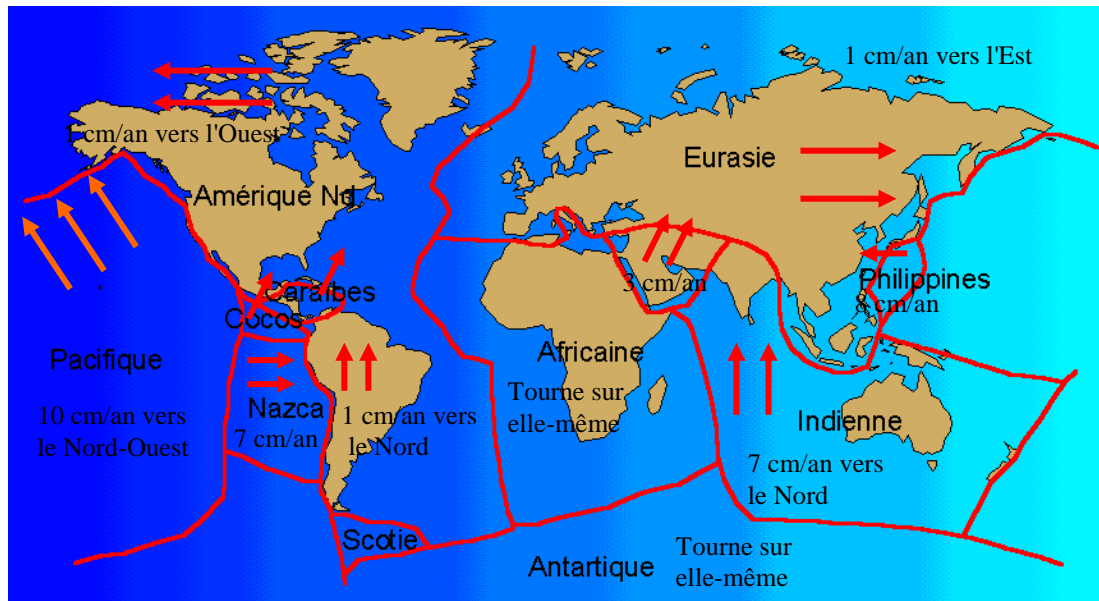 1 cm/an vers l'Est
1 cm/an vers l'Ouest
Eurasie
Amérique Nd
Caraïbes
Cocos
3 cm/an
Philippines
8 cm/an
Pacifique
Africaine
10 cm/an vers
le Nord-Ouest
Nazca
7 cm/an
1 cm/an vers
le Nord
Tourne sur
elle-même
Indienne
7 cm/an vers
le Nord
Scotie
Antartique
Tourne sur
elle-même